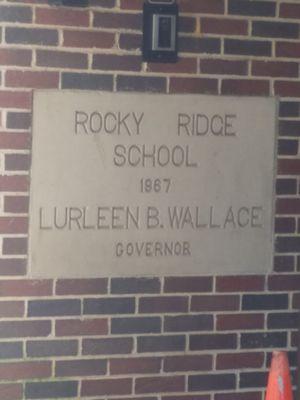 ROCKY RIDGE
SCHOOL
1967
LURLEEN B. WALLACE
GOVERNOR